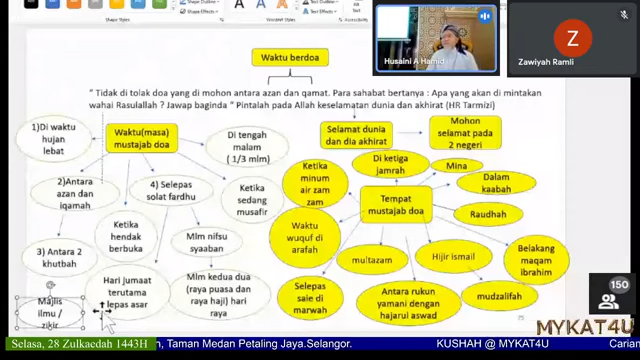 Shape Styles
WordArt Styles
Shape Effects
Text Effects
Husaini A Hamid
Z
Zawiyah Ramli
Waktu berdoa
" Tidak di tolak doa yang di mohon antara azan dan qamat. Para sahabat bertanya : Apa yang akan di mintakan
wahai Rasulallah ? Jawap baginda " Pintalah pada Allah keselamatan dunia dan akhirat (HR Tarmizi)
1)Di waktu
hujan
lebat
Waktu(masa)
mustajab doa
Di tengah
malam
( 1/3 mlm)
Selamat dunia
dan dia akhirat
Mohon
selamat pada
2 negeri
2)Antara
azan dan
iqamah
4) Selepas
solat fardhu
Ketika
sedang
musafir
Ketika
minum
air zam
zam
Di ketiga
jamrah
Mina
Dalam
kaabah
Tempat
mustajab doa
Raudhah
3) Antara 2
khutbah
Ketika
hendak
berbuka
Mlm nifsu
syaaban
Waktu
wuquf di
arafah
multazam
Hijir ismail
Belakang
maqam
ibrahim
Majlis
ilmu /
zikir
Hari jumaat
terutama
lepas asar
Mlm kedua dua
(raya puasa dan
raya haji) hari
raya
Selepas
saie di
marwah
Antara rukun
yamani dengan
hajarul aswad
mudzalifah
150
MYKAT4U
Selasa, 28 Zulkaedah 1443H
, Taman Medan Petaling Jaya.Selangor.
KUSHAH @ MYKAT4U
Carian